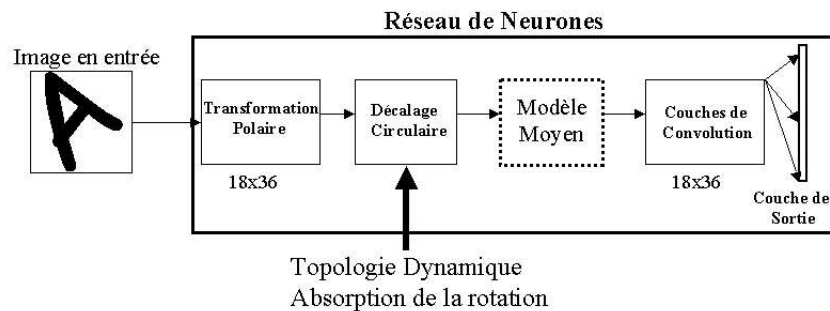 Réseau de Neurones
Image en entrée
A
Transformation
Polaire
18x36
Décalage
Circulaire
Modèle
Moyen
Couches de
Convolution
18x36
Couche de
Sortie
Topologie Dynamique
Absorption de la rotation